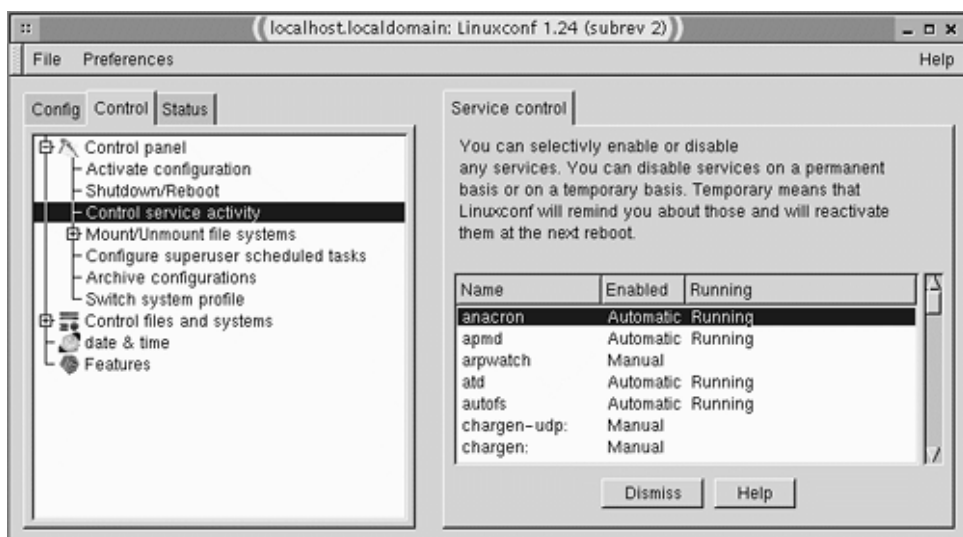 localhost.localdomain: Linuxconf 1.24 (subrev 2)
File Preferences Help
Config Control Status
Control panel
Activate configuration
Shutdown/Reboot
Control service activity
Mount/Unmount file systems
Configure superuser scheduled tasks
Archive configurations
Switch system profile
Control files and systems
date & time
Features
Service control
You can selectivly enable or disable
any services. You can disable services on a permanent
basis or on a temporary basis. Temporary means that
Linuxconf will remind you about those and will reactivate
them at the next reboot.
Name Enabled Running
anacron Automatic Running
apmd Automatic Running
arpwatch Manual
atd Automatic Running
autofs Automatic Running
chargen-udp: Manual
chargen: Manual
Dismiss Help